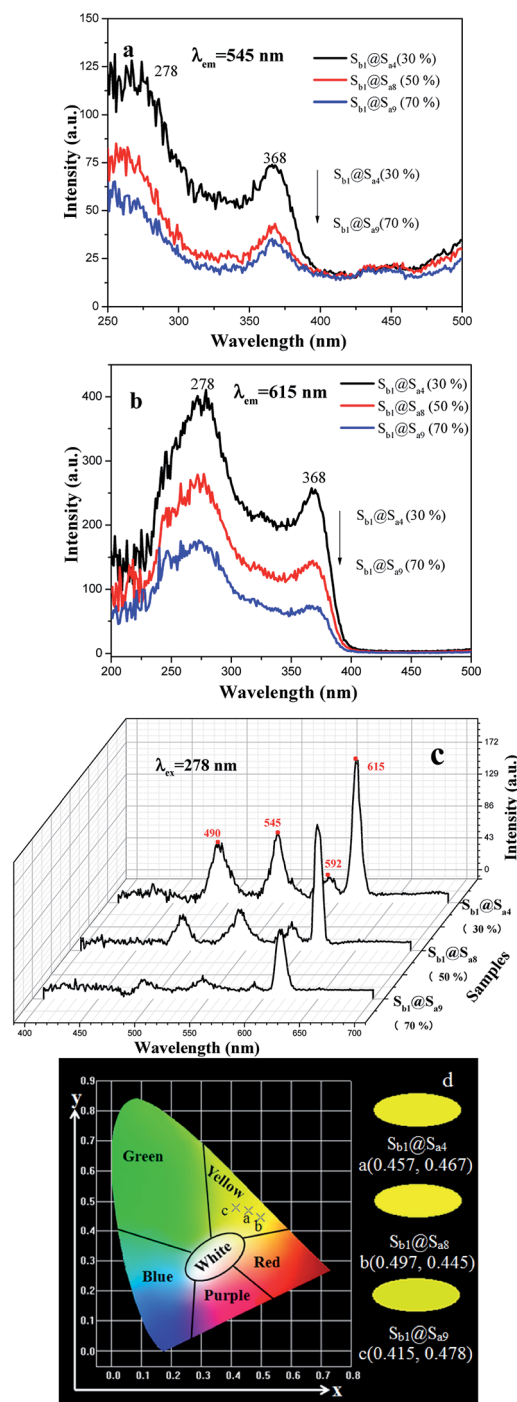 a
λem=545 nm
278
368
Sb1@Sa4(30 %)
Sb1@Sa8 (50 %)
Sb1@Sa9 (70 %)
Sb1@Sa4(30 %)
Sb1@Sa9(70 %)
Intensity (a.u.)
150
125
100
75
50
25
0
250 300 350 400 450 500
Wavelength (nm)
b
278
λem=615 nm
368
Sb1@Sa4 (30 %)
Sb1@Sa8 (50 %)
Sb1@Sa9 (70 %)
Sb1@Sa4 (30 %)
Sb1@Sa9 (70 %)
Intensity (a.u.)
400
300
200
100
0
200 250 300 350 400 450 500
Wavelength (nm)
λex=278 nm
c
490
545
592
615
172
129
86
43
0
Intensity (a.u.)
Sb1@Sa4
( 30 %)
Sb1@Sa8
( 50 %)
Sb1@Sa9
( 70 %)
Samples
400 450 500 550 600 650 700
Wavelength (nm)
d
y
0.9
0.8
0.7
0.6
0.5
0.4
0.3
0.2
0.1
0.0
Green
Yellow
c a b
White
Red
Blue
Purple
0.0 0.1 0.2 0.3 0.4 0.5 0.6 0.7 0.8
x
Sb1@Sa4
a(0.457, 0.467)
Sb1@Sa8
b(0.497, 0.445)
Sb1@Sa9
c(0.415, 0.478)